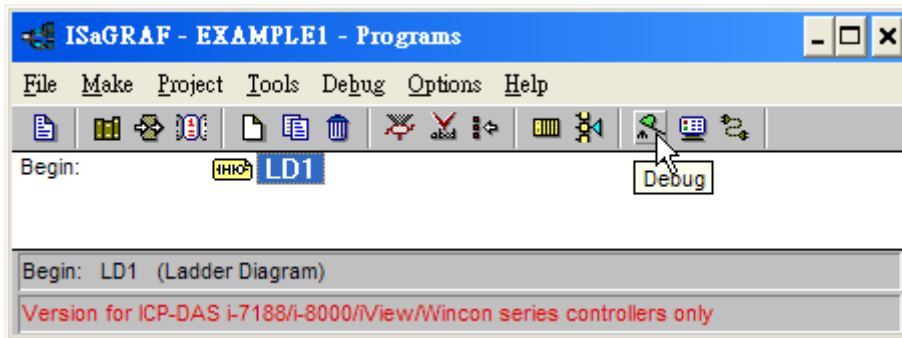 ISaGRAF - EXAMPLE1 - Programs
File Make Project Tools Debug Options Help
Begin: LD1
Debug
Begin: LD1 (Ladder Diagram)
Version for ICP-DAS i-7188/i-8000/iView/Wincon series controllers only